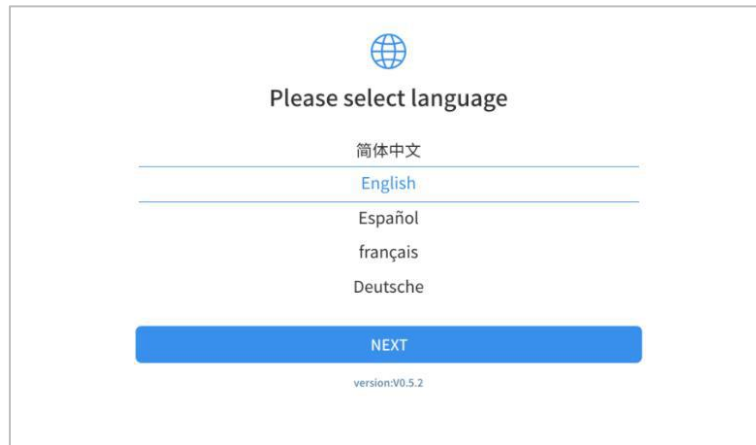 Please select language
简体中文
English
Español
français
Deutsche
NEXT
version:V0.5.2